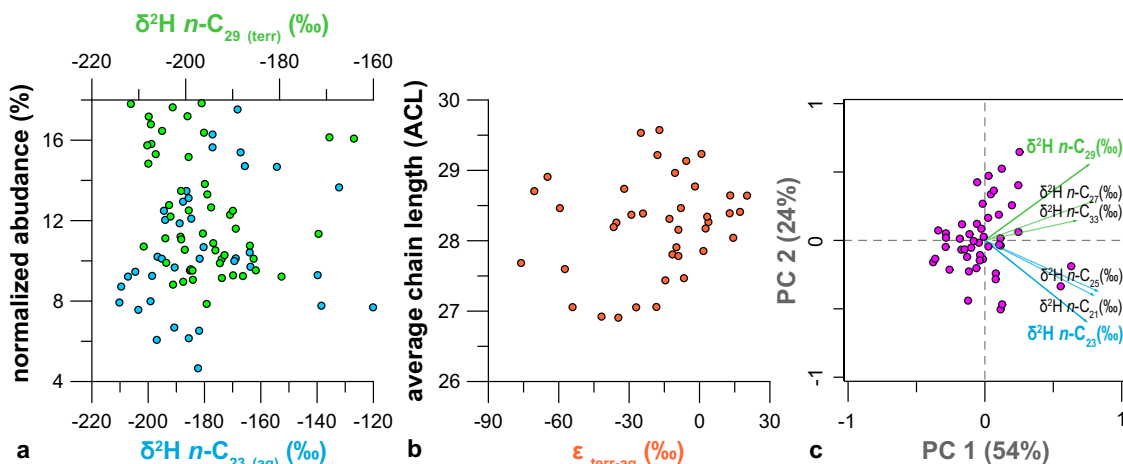 δ²H n-C₂₉ (terr) (‰)
-220 -200 -180 -160
normalized abudance (%)
16
12
8
4
-200 -180 -160 -140 -120
a
δ²H n-C₂₃ (aq) (‰)
average chain length (ACL)
30
29
28
27
26
-90 -60 -30 0 30
b
ε terr-aq (‰)
PC 2 (24%)
1
0
-1
δ²H n-C₂₉(‰)
δ²H n-C₂₇(‰)
δ²H n-C₃₃(‰)
δ²H n-C₂₅(‰)
δ²H n-C₂₁(‰)
δ²H n-C₂₃(‰)
-1 0 1
c
PC 1 (54%)